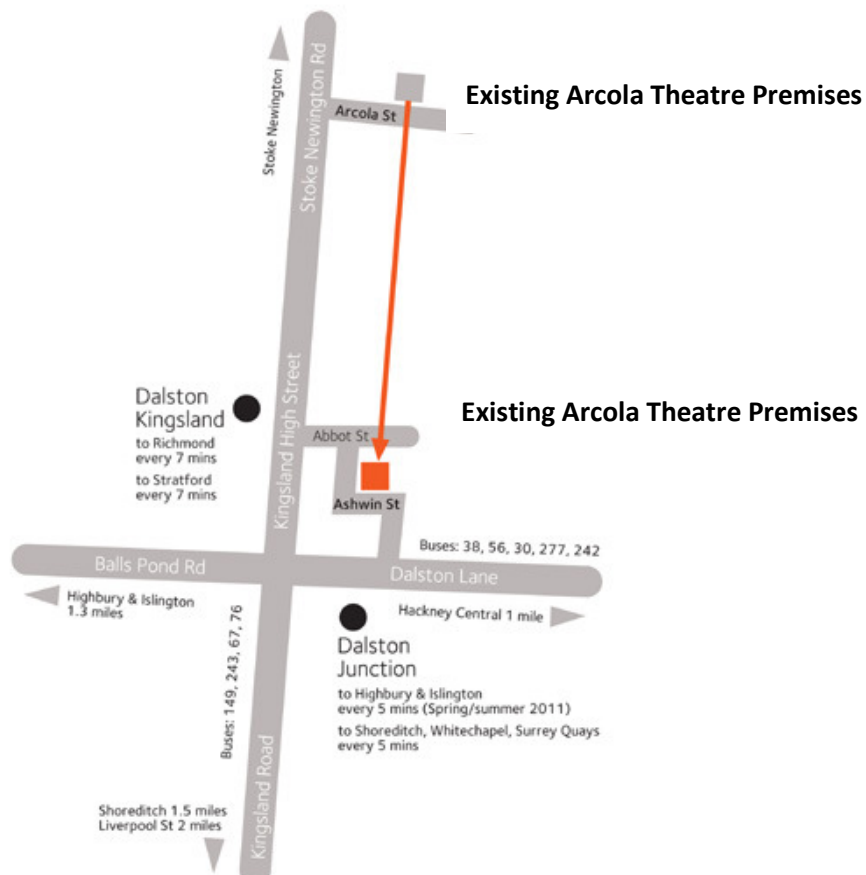 Stoke Newington
Stoke Newington Rd
Existing Arcola Theatre Premises
Arcola St
Kingsland High Street
Dalston
Kingsland
to Richmond
every 7 mins
to Stratford
every 7 mins
Existing Arcola Theatre Premises
Abbot St
Ashwin St
Buses: 38, 56, 30, 277, 242
Balls Pond Rd
Dalston Lane
Highbury & Islington
1.3 miles
Hackney Central 1 mile
Buses: 149, 243, 67, 76
Dalston
Junction
to Highbury & Islington
every 5 mins (Spring/summer 2011)
to Shoreditch, Whitechapel, Surrey Quays
every 5 mins
Kingsland Road
Shoreditch 1.5 miles
Liverpool St 2 miles